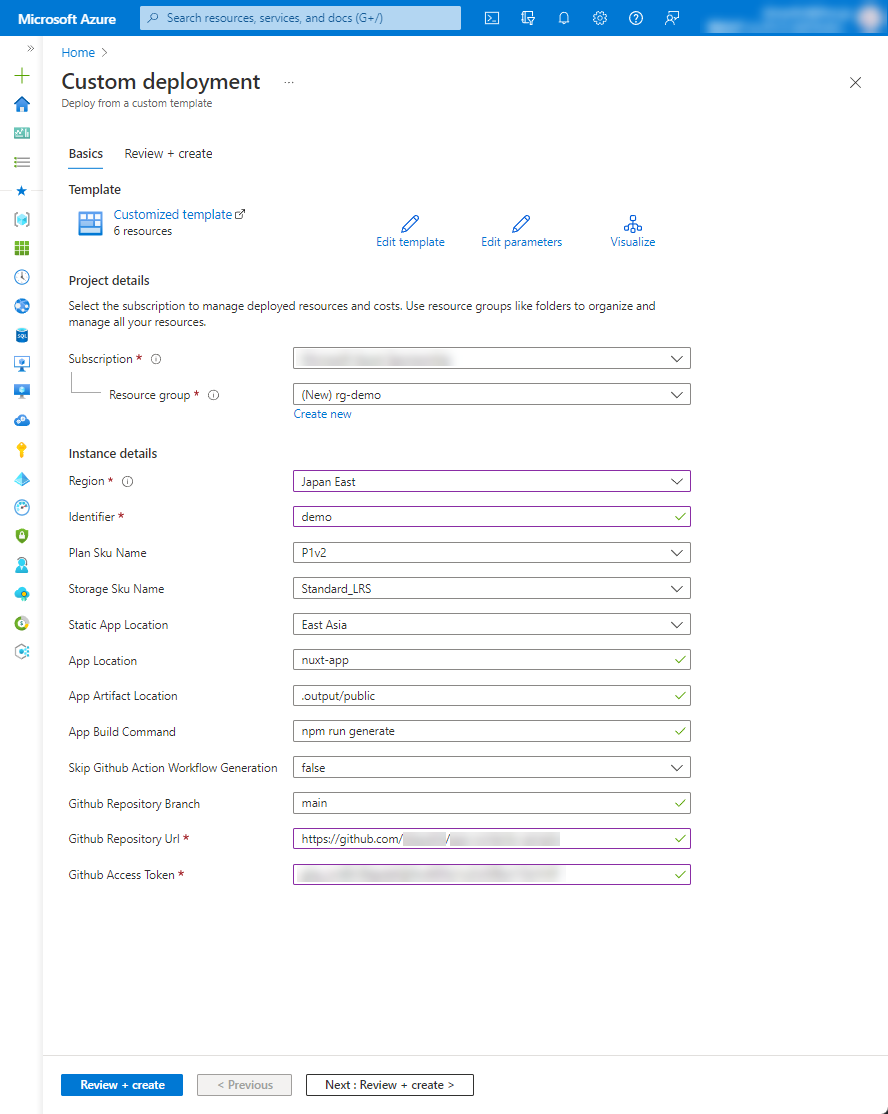 Microsoft Azure
Search resources, services, and docs (G+/)
Home >
Custom deployment ...
Deploy from a custom template
Basics Review + create
Template
Customized template
6 resources
Edit template Edit parameters Visualize
Project details
Select the subscription to manage deployed resources and costs. Use resource groups like folders to organize and
manage all your resources.
Subscription *
Resource group * (New) rg-demo
Create new
Instance details
Region * Japan East
Identifier * demo
Plan Sku Name P1v2
Storage Sku Name Standard_LRS
Static App Location East Asia
App Location nuxt-app
App Artifact Location .output/public
App Build Command npm run generate
Skip Github Action Workflow Generation false
Github Repository Branch main
Github Repository Url * https://github.com/ /
Github Access Token *
Review + create < Previous Next : Review + create >